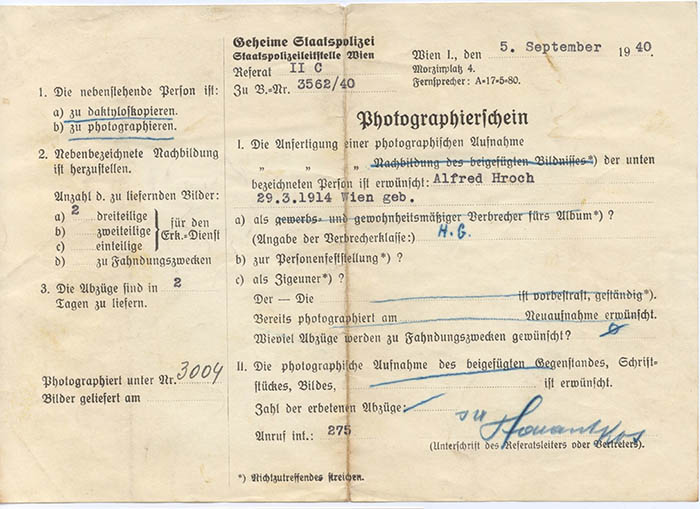 Geheime Staatspolizei
Staatspolizeileitstelle Wien
Referat II C
Zu B.-Nr. 3562/40
Wien I., den 5. September 1940
Morzinplatz 4.
Fernsprecher: A=17=5=80.
1. Die nebenstehende Person ist:
a) zu daktyloskopieren.
b) zu photographieren.
2. Nebenbezeichnete Nachbildung
ist herzustellen.
Anzahl d. zu liefernden Bilder:
a) 2 dreiteilige
b) zweiteilige
c) einteilige
für den
Erk.=Dienst
d) zu Fahndungszwecken
3. Die Abzüge sind in 2
Tagen zu liefern.
Photographiert unter Nr. 3004
Bilder geliefert am
Photographierschein
I. Die Anfertigung einer photographischen Aufnahme
„ „ „ Nachbildung des beigefügten Bildnisses*) der unten
bezeichneten Person ist erwünscht: Alfred Hroch
29.3.1914 Wien geb.
a) als gewerbs= und gewohnheitsmäßiger Verbrecher fürs Album*) ?
(Angabe der Verbrecherklasse:) H.G.
b) zur Personenfeststellung*) ?
c) als Zigeuner*) ?
Der — Die ist vorbestraft, geständig*).
Bereits photographiert am Neuaufnahme erwünscht.
Wieviel Abzüge werden zu Fahndungszwecken gewünscht?
II. Die photographische Aufnahme des beigefügten Gegenstandes, Schrift=
stückes, Bildes, ist erwünscht.
Zahl der erbetenen Abzüge:
Anruf int.: 275
(Unterschrift des Referatsleiters oder Vertreters).
*) Nichtzutreffendes streichen.